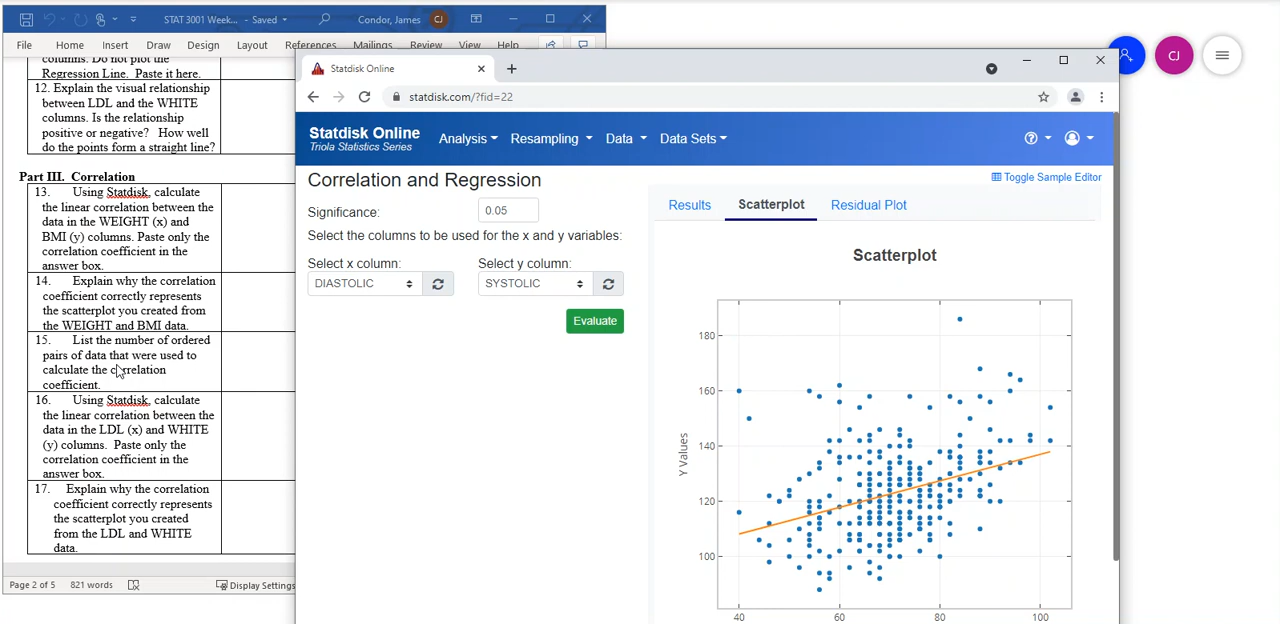 STAT 3001 Week... - Saved
Condor, James
CJ
File Home Insert Draw Design Layout References Mailings Review View Help
columns. Do not plot the
Regression Line. Paste it here.
12. Explain the visual relationship
between LDL and the WHITE
columns. Is the relationship
positive or negative? How well
do the points form a straight line?
Part III. Correlation
13. Using Statdisk, calculate
the linear correlation between the
data in the WEIGHT (x) and
BMI (y) columns. Paste only the
correlation coefficient in the
answer box.
14. Explain why the correlation
coefficient correctly represents
the scatterplot you created from
the WEIGHT and BMI data.
15. List the number of ordered
pairs of data that were used to
calculate the correlation
coefficient.
16. Using Statdisk, calculate
the linear correlation between the
data in the LDL (x) and WHITE
(y) columns. Paste only the
correlation coefficient in the
answer box.
17. Explain why the correlation
coefficient correctly represents
the scatterplot you created
from the LDL and WHITE
data.
Page 2 of 5 821 words Display Settings
Statdisk Online
statdisk.com/?fid=22
CJ
Statdisk Online
Triola Statistics Series
Analysis Resampling Data Data Sets
Correlation and Regression
Toggle Sample Editor
Significance: 0.05
Select the columns to be used for the x and y variables:
Select x column: Select y column:
DIASTOLIC SYSTOLIC
Evaluate
Results Scatterplot Residual Plot
Scatterplot
Y Values
180
160
140
120
100
40 60 80 100